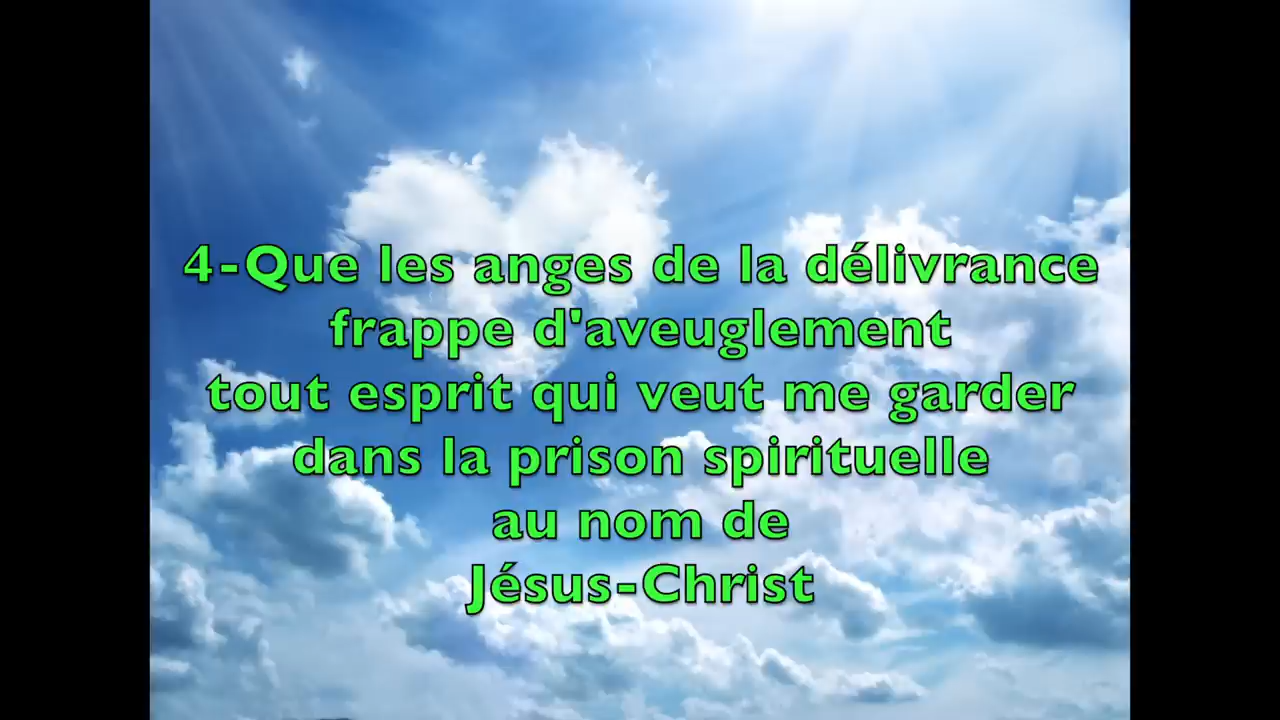 4-Que les anges de la délivrance
frappe d'aveuglement
tout esprit qui veut me garder
dans la prison spirituelle
au nom de
Jésus-Christ